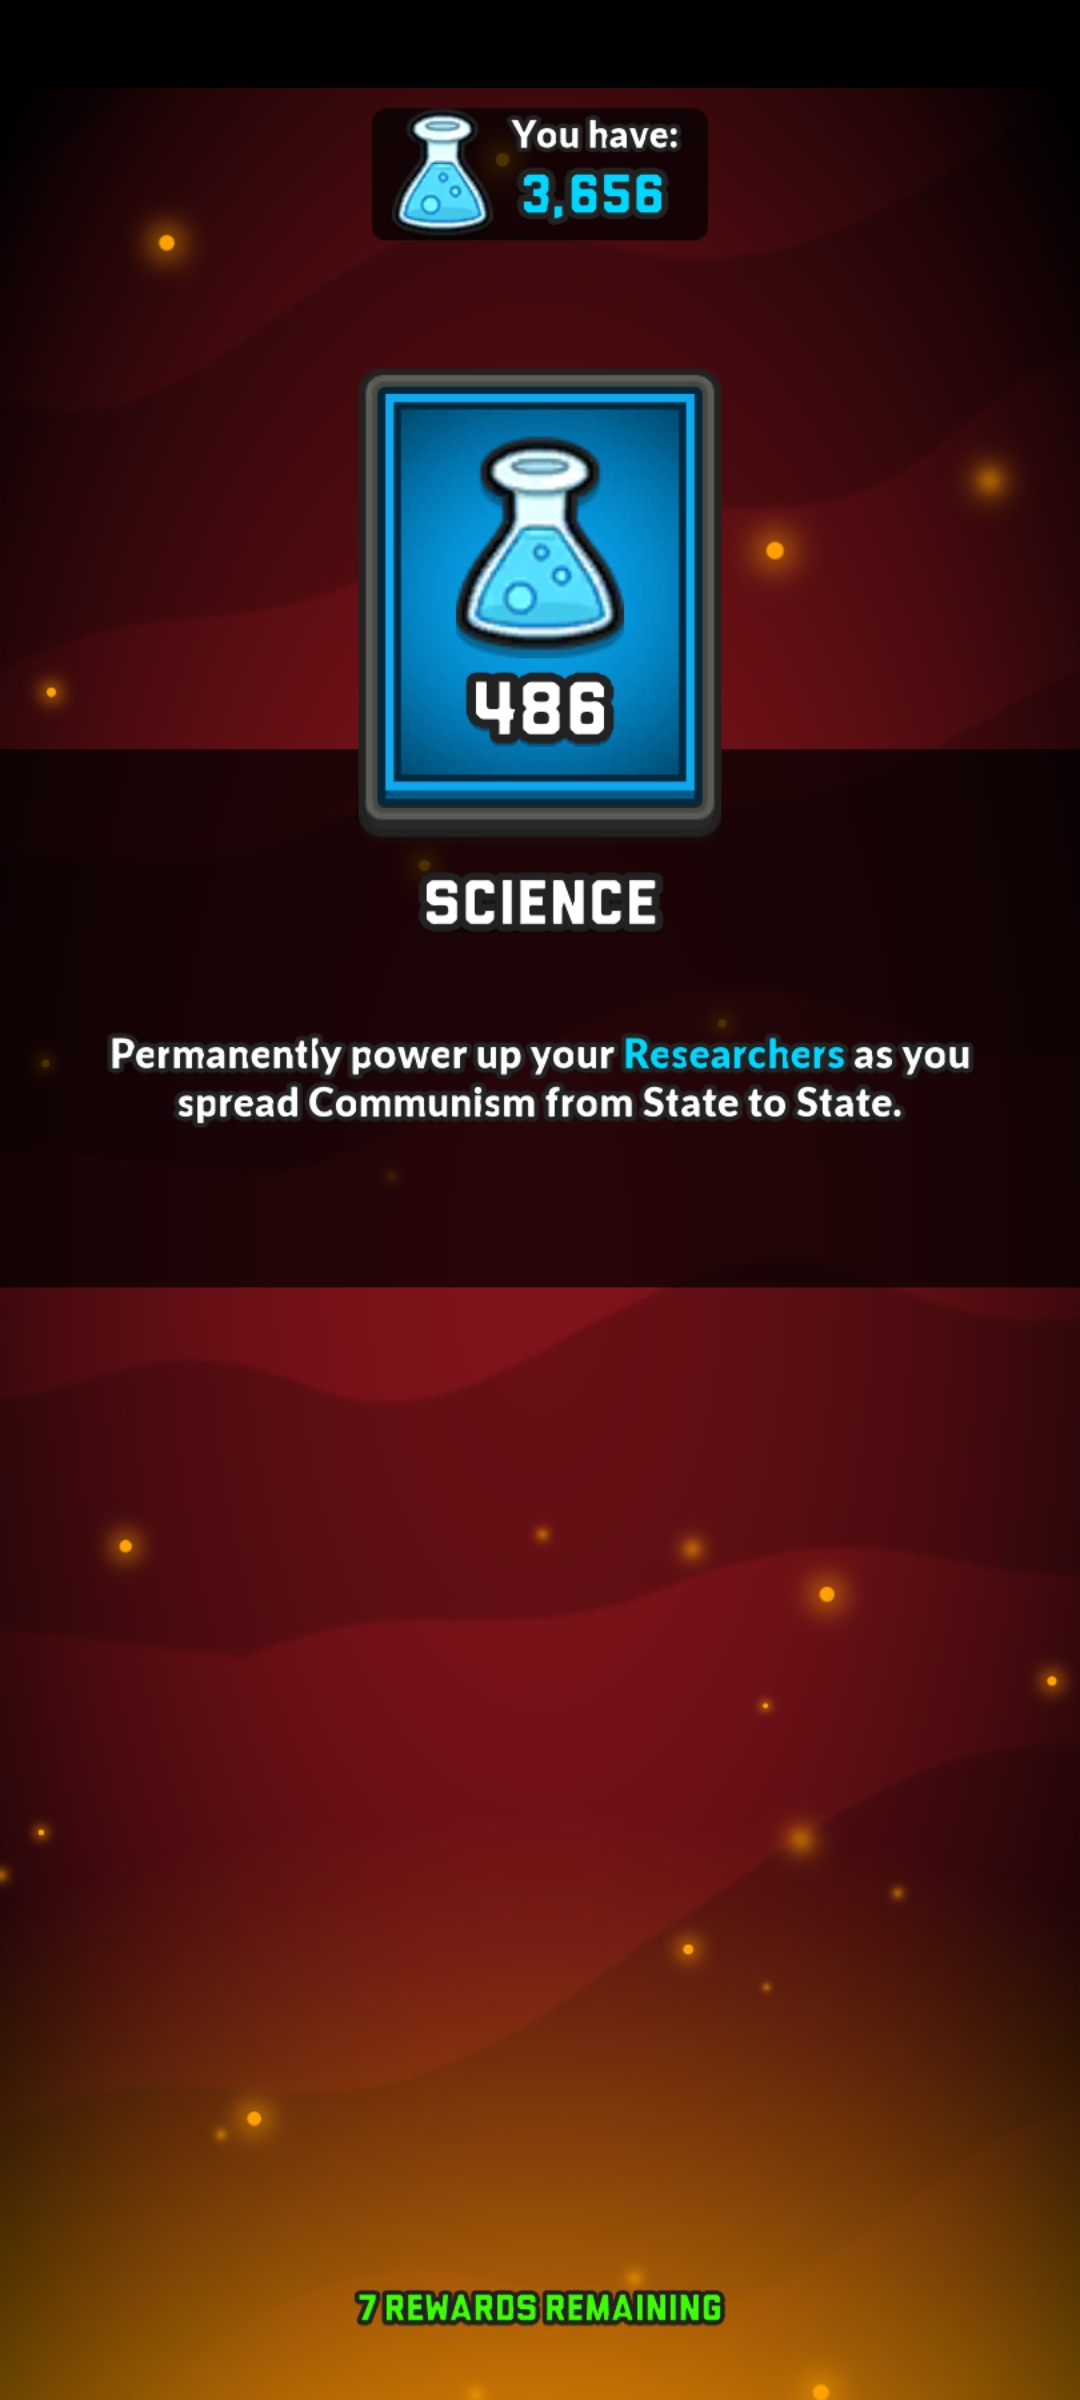 You have:
3,656
486
SCIENCE
Permanently power up your Researchers as you
spread Communism from State to State.
7 REWARDS REMAINING